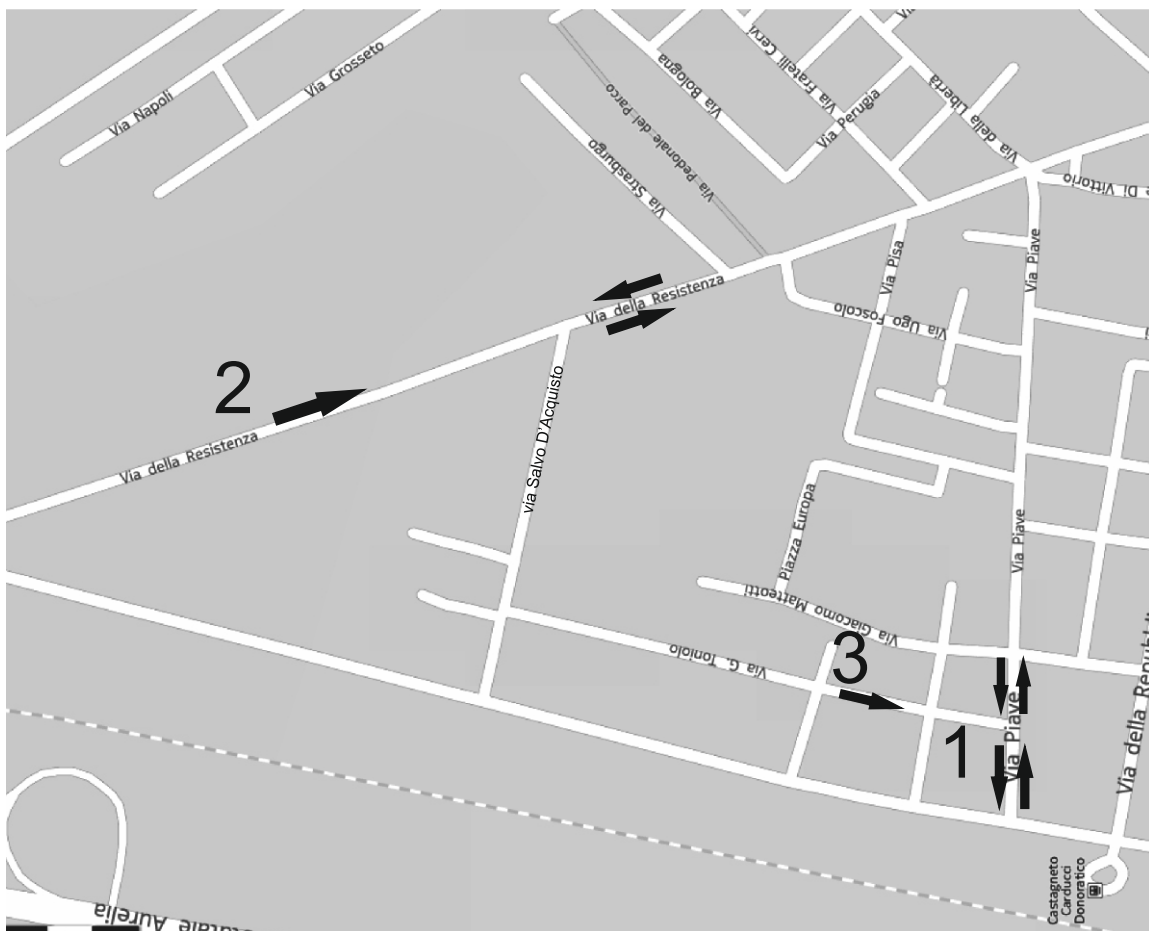 Via Napoli
Via Grosseto
Via Bologna
Via Fratelli Cervi
Via Perugia
Via della Libertà
Via Pedonale del Parco
Via Strasburgo
Di Vittorio
Via Piave
Via Pisa
Via Ugo Foscolo
Via della Resistenza
2
Via della Resistenza
via Salvo D'Acquisto
Piazza Europa
Via Piave
Via Giacomo Matteotti
3
Via G. Toniolo
1
Via Piave
Via della Repubbli
Castagneto
Carducci
Donoratico
Aurelia